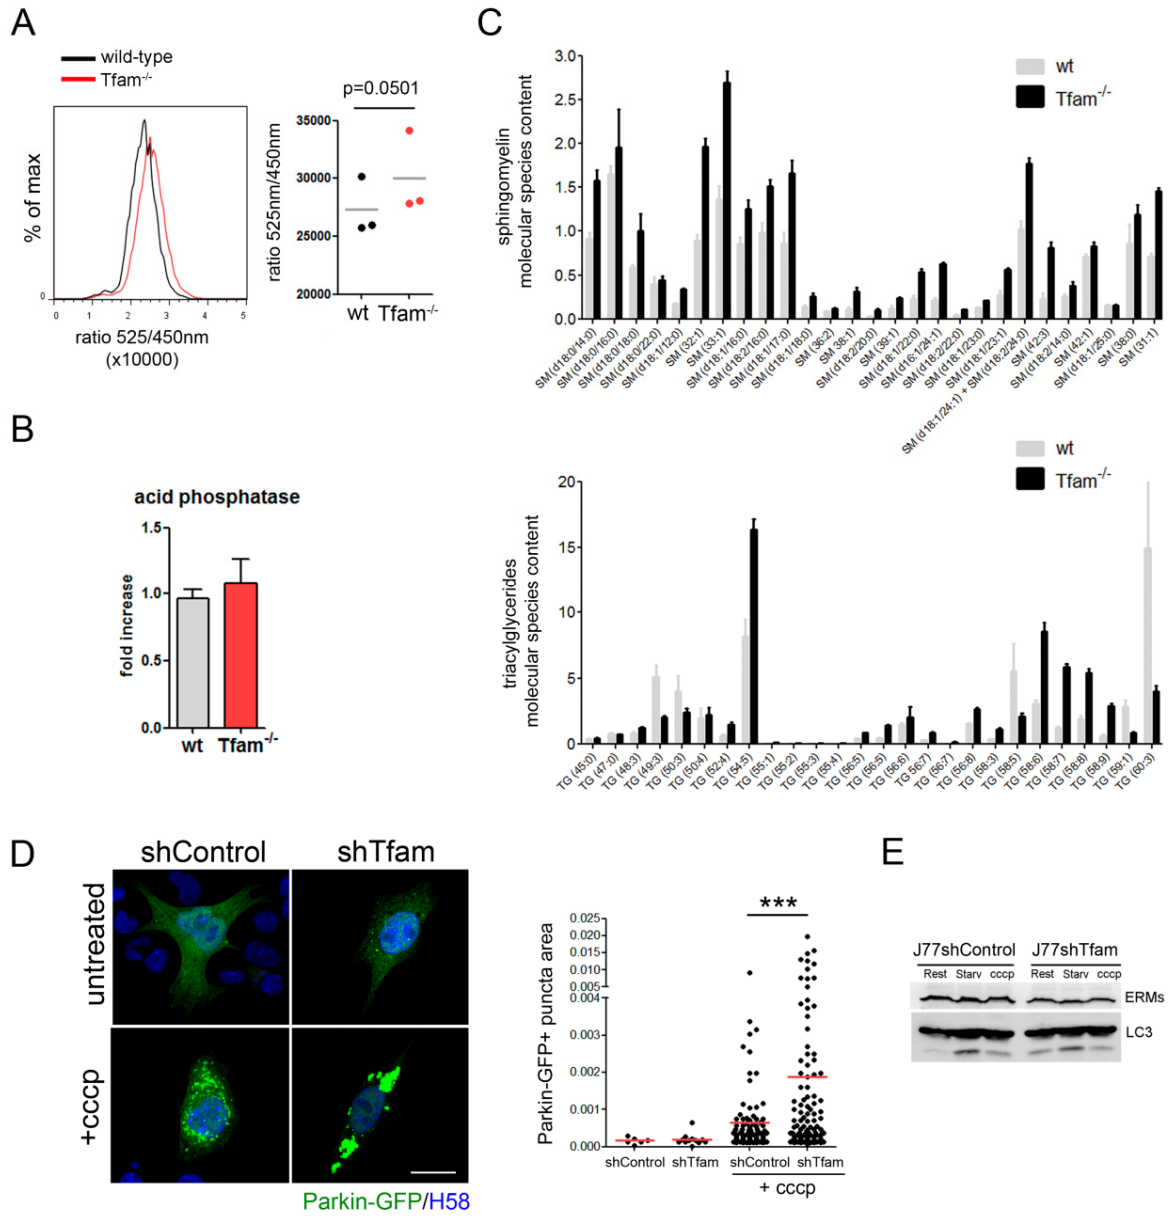 A
wild-type
Tfam-/-
% of max
0
0 1 2 3 4 5
ratio 525/450nm
(x10000)
p=0.0501
ratio 525nm/450nm
35000
30000
25000
20000
wt Tfam-/-
B
acid phosphatase
fold increase
1.5
1.0
0.5
0.0
wt Tfam-/-
C
sphingomyelin
molecular species content
3.0
2.5
2.0
1.5
1.0
0.5
0.0
wt
Tfam-/-
SM (d18:0/14:0)
SM (d18:0/16:0)
SM (d18:0/18:0)
SM (d18:0/22:0)
SM (d18:1/12:0)
SM (32:1)
SM (33:1)
SM (d18:1/16:0)
SM (d18:2/16:0)
SM (d18:1/17:0)
SM (d18:1/18:0)
SM (36:2)
SM (38:1)
SM (d18:2/20:0)
SM (39:1)
SM (d18:1/22:0)
SM (d16:1/24:1)
SM (d18:2/22:0)
SM (d18:1/23:0)
SM (d18:1/23:1)
SM (d18:1/24:1) + SM (d18:2/24:0)
SM (42:3)
SM (d18:2/14:0)
SM (42:1)
SM (d18:1/25:0)
SM (38:0)
SM (31:1)
triacylglycerides
molecular species content
20
15
10
5
0
wt
Tfam-/-
TG (45:0)
TG (47:0)
TG (48:3)
TG (49:3)
TG (50:3)
TG (50:4)
TG (52:4)
TG (54:5)
TG (55:1)
TG (55:2)
TG (55:3)
TG (55:4)
TG (56:5)
TG (56:5)
TG (56:6)
TG (56:7)
TG (56:7)
TG (56:8)
TG (58:3)
TG (58:5)
TG (58:6)
TG (58:7)
TG (58:8)
TG (58:9)
TG (59:1)
TG (60:3)
D
shControl shTfam
untreated
+cccp
Parkin-GFP/H58
Parkin-GFP+ puncta area
0.025
0.020
0.015
0.010
0.005
0.004
0.003
0.002
0.001
0.000
***
shControl shTfam shControl shTfam
+ cccp
E
J77shControl J77shTfam
Rest Starv cccp Rest Starv cccp
ERMs
LC3